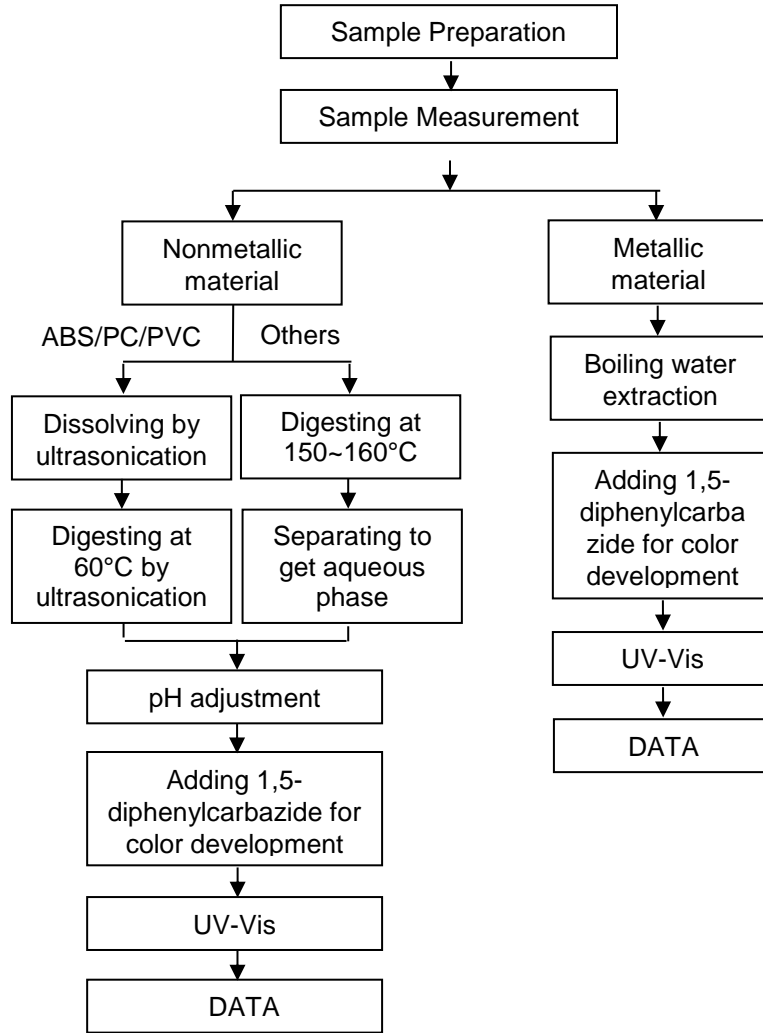 Sample Preparation
Sample Measurement
Nonmetallic
material
Metallic
material
ABS/PC/PVC
Others
Boiling water
extraction
Dissolving by
ultrasonication
Digesting at
150~160°C
Adding 1,5-
diphenylcarba
zide for color
development
Digesting at
60°C by
ultrasonication
Separating to
get aqueous
phase
UV-Vis
pH adjustment
DATA
Adding 1,5-
diphenylcarbazide for
color development
UV-Vis
DATA